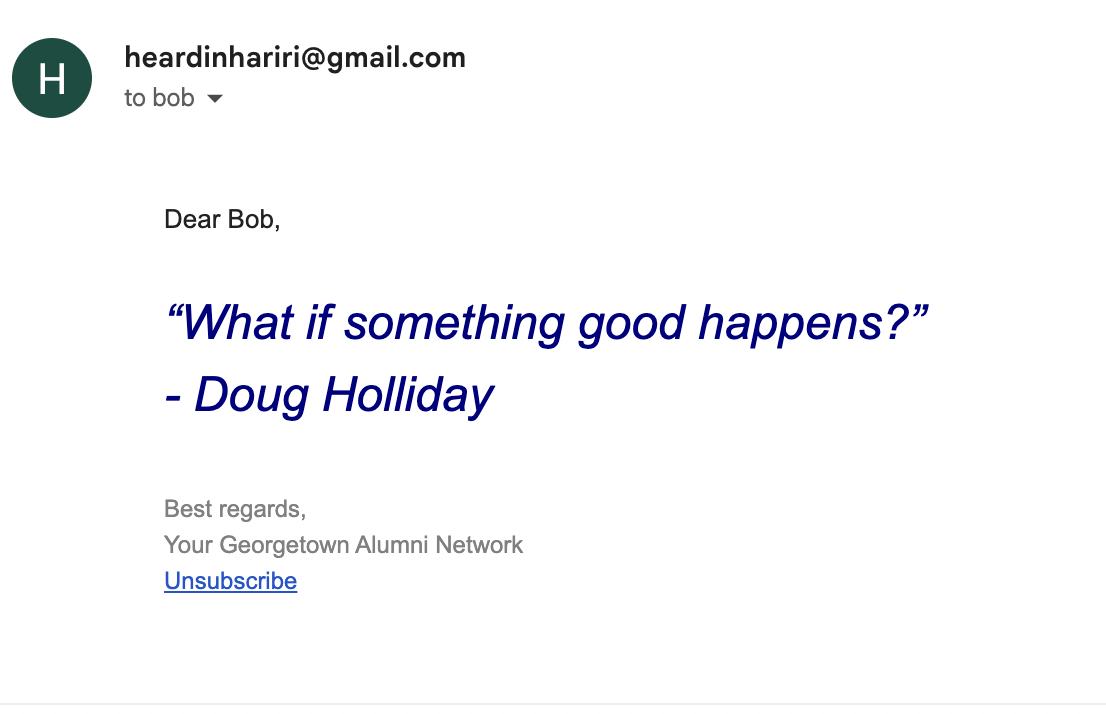 H
heardinhariri@gmail.com
to bob
Dear Bob,
“What if something good happens?”
- Doug Holliday
Best regards,
Your Georgetown Alumni Network
Unsubscribe